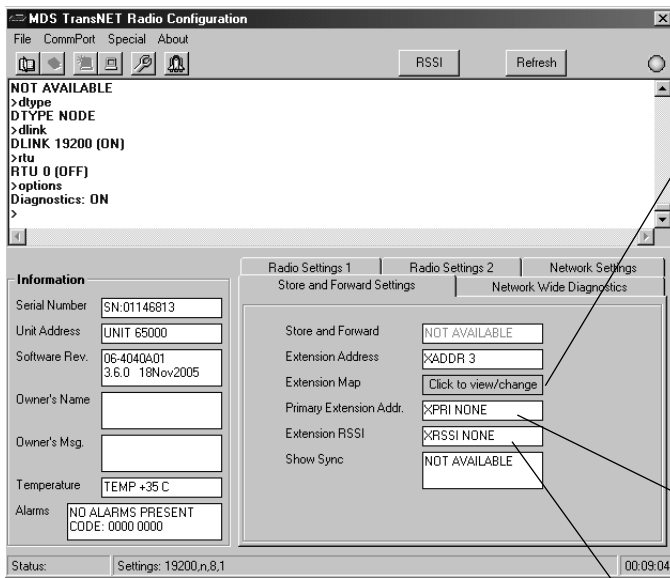 MDS TransNET Radio Configuration
File CommPort Special About
RSSI Refresh
NOT AVAILABLE
>dtype
DTYPE NODE
>dlink
DLINK 19200 (ON)
>rtu
RTU 0 (OFF)
>options
Diagnostics: ON
>
Information
Serial Number SN:01146813
Unit Address UNIT 65000
Software Rev. 06-4040A01
3.6.0 18Nov2005
Owner's Name
Owner's Msg.
Temperature TEMP +35 C
Alarms NO ALARMS PRESENT
CODE: 0000 0000
Radio Settings 1 Radio Settings 2 Network Settings
Store and Forward Settings Network Wide Diagnostics
Store and Forward NOT AVAILABLE
Extension Address XADDR 3
Extension Map Click to view/change
Primary Extension Addr. XPRI NONE
Extension RSSI XRSSI NONE
Show Sync NOT AVAILABLE
Status: Settings: 19200,n,8,1 00:09:04